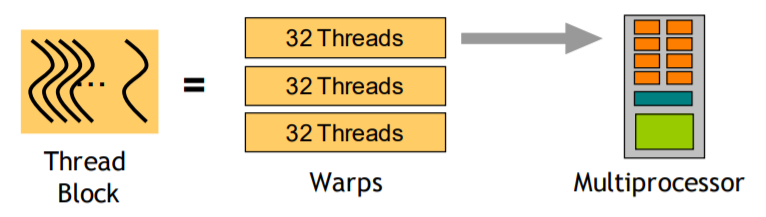 32 Threads
32 Threads
32 Threads
Thread
Block
=
Warps
Multiprocessor
...